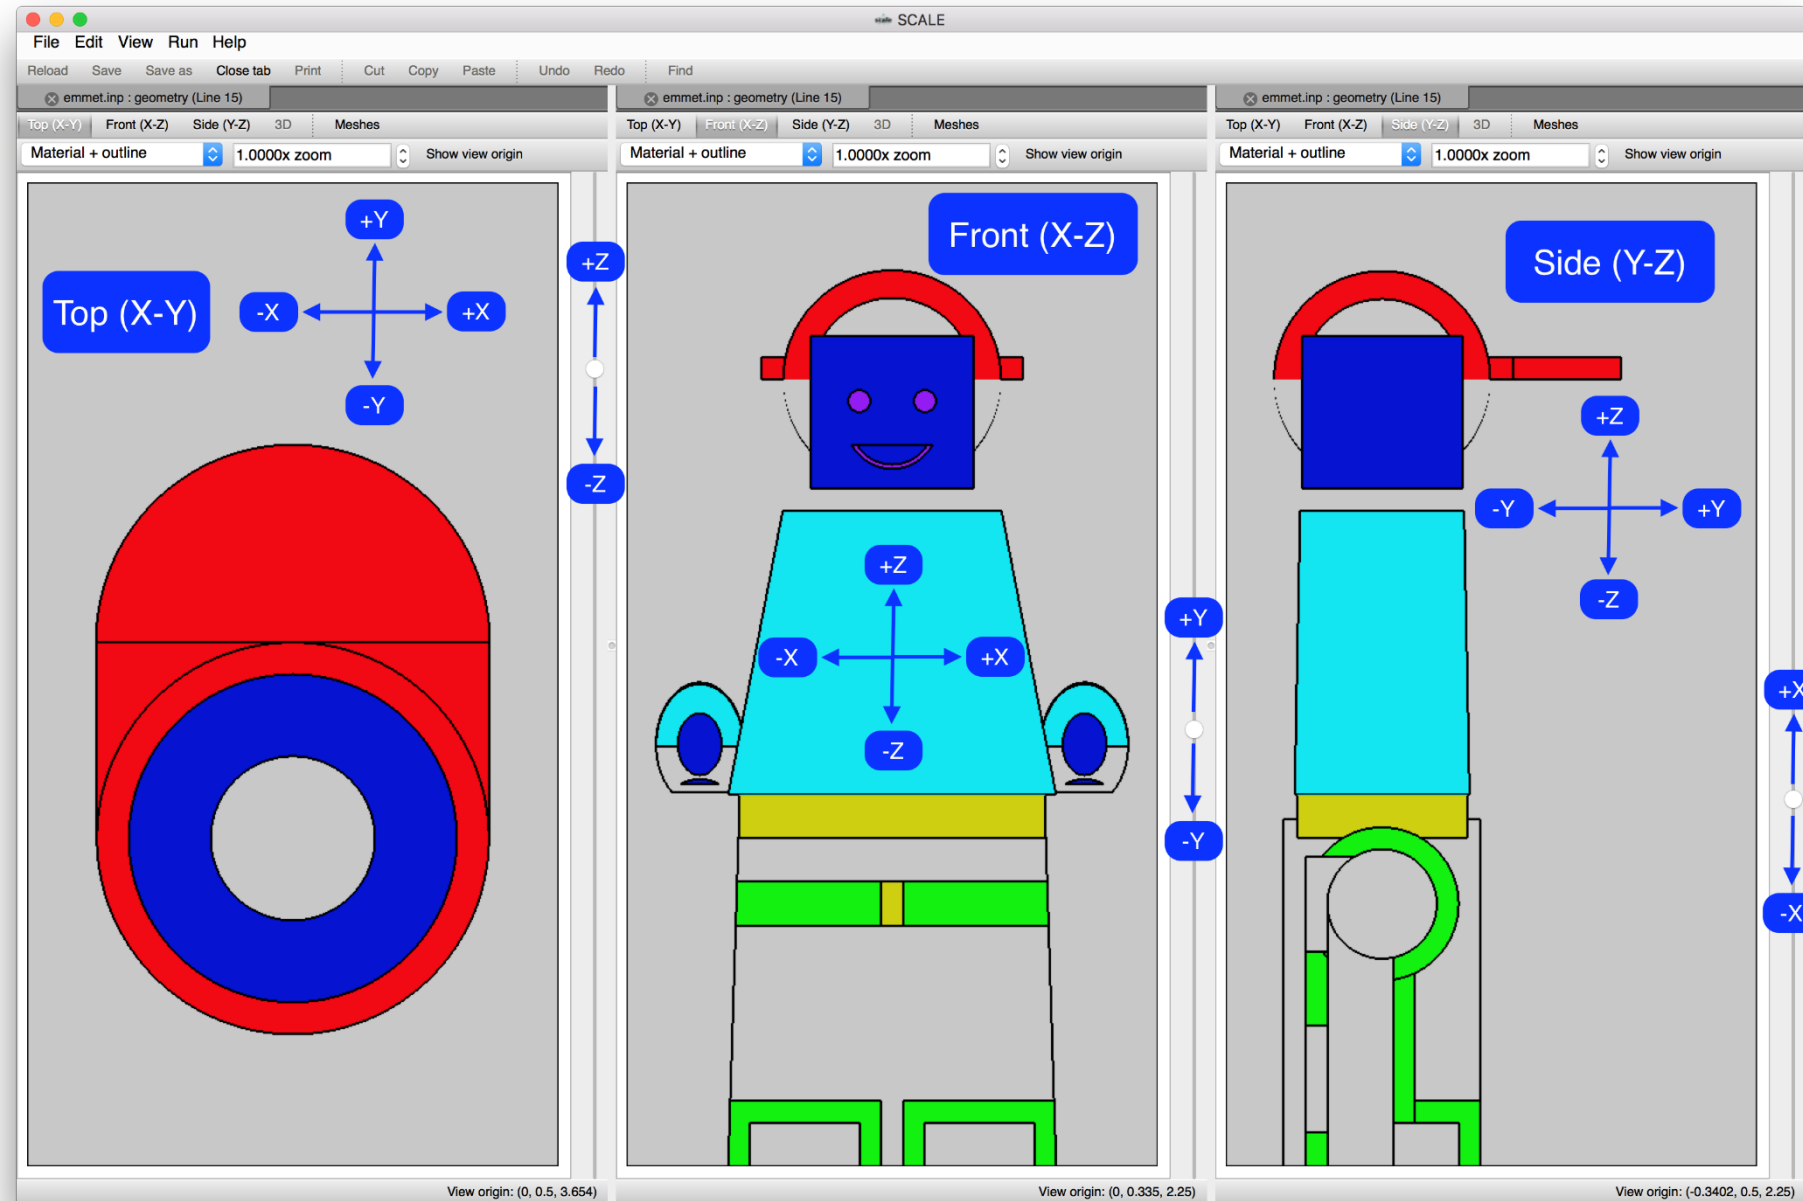 SCALE
File Edit View Run Help
Reload Save Save as Close tab Print Cut Copy Paste Undo Redo Find
emmet.inp : geometry (Line 15)
Top (X-Y) Front (X-Z) Side (Y-Z) 3D Meshes
Material + outline 1.0000x zoom Show view origin
+Y
Top (X-Y)
-X
+X
-Y
+Z
-Z
View origin: (0, 0.5, 3.654)
emmet.inp : geometry (Line 15)
Top (X-Y) Front (X-Z) Side (Y-Z) 3D Meshes
Material + outline 1.0000x zoom Show view origin
Front (X-Z)
+Z
-X
+X
-Z
+Y
-Y
View origin: (0, 0.335, 2.25)
emmet.inp : geometry (Line 15)
Top (X-Y) Front (X-Z) Side (Y-Z) 3D Meshes
Material + outline 1.0000x zoom Show view origin
Side (Y-Z)
+Z
-Y
+Y
-Z
+X
-X
View origin: (-0.3402, 0.5, 2.25)